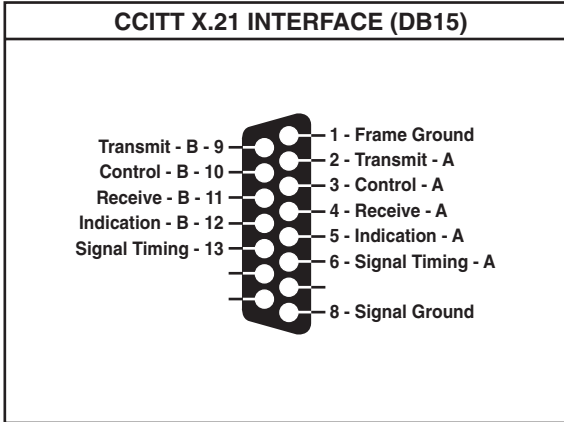 CCITT X.21 INTERFACE (DB15)
Transmit - B - 9
Control - B - 10
Receive - B - 11
Indication - B - 12
Signal Timing - 13
1 - Frame Ground
2 - Transmit - A
3 - Control - A
4 - Receive - A
5 - Indication - A
6 - Signal Timing - A
8 - Signal Ground